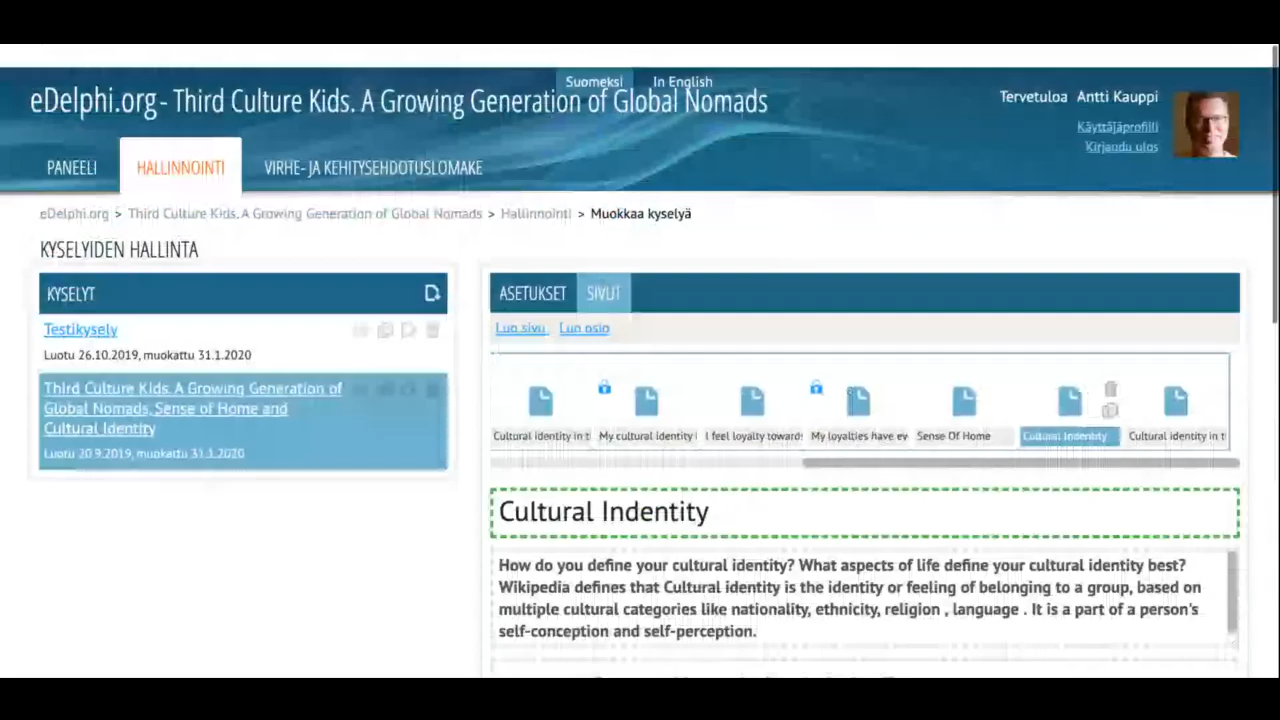 Suomeksi In English
eDelphi.org - Third Culture Kids. A Growing Generation of Global Nomads
Tervetuloa Antti Kauppi
Käyttäjäprofiili
Kirjaudu ulos
PANEELI HALLINNOINTI VIRHE- JA KEHITYSEHDOTUSLOMAKE
eDelphi.org > Third Culture Kids. A Growing Generation of Global Nomads > Hallinnointi > Muokkaa kyselyä
KYSELYIDEN HALLINTA
KYSELYT
Testikysely
Luotu 26.10.2019, muokattu 31.1.2020
Third Culture Kids. A Growing Generation of
Global Nomads. Sense of Home and
Cultural Identity
Luotu 20.9.2019, muokattu 31.1.2020
ASETUKSET SIVUT
Luo sivu Luo osio
Cultural identity in t My cultural identity i I feel loyalty toward: My loyalties have ev Sense Of Home Cultural Indentity Cultural identity in t
Cultural Indentity
How do you define your cultural identity? What aspects of life define your cultural identity best?
Wikipedia defines that Cultural identity is the identity or feeling of belonging to a group, based on
multiple cultural categories like nationality, ethnicity, religion , language . It is a part of a person's
self-conception and self-perception.